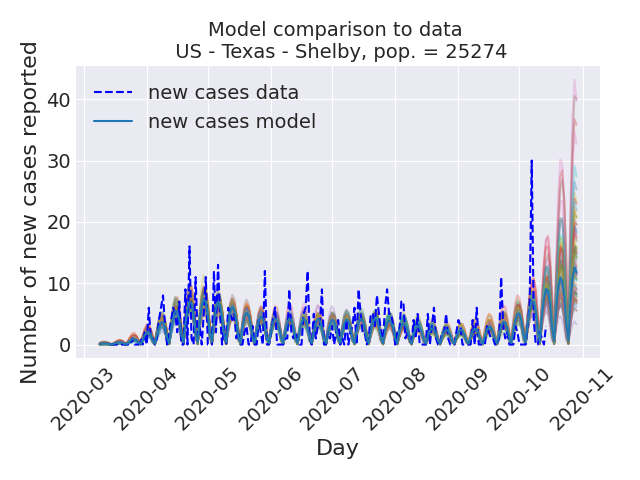 Model comparison to data
US - Texas - Shelby, pop. = 25274
Number of new cases reported
40
30
20
10
0
new cases data
new cases model
2020-03
2020-04
2020-05
2020-06
2020-07
2020-08
2020-09
2020-10
2020-11
Day